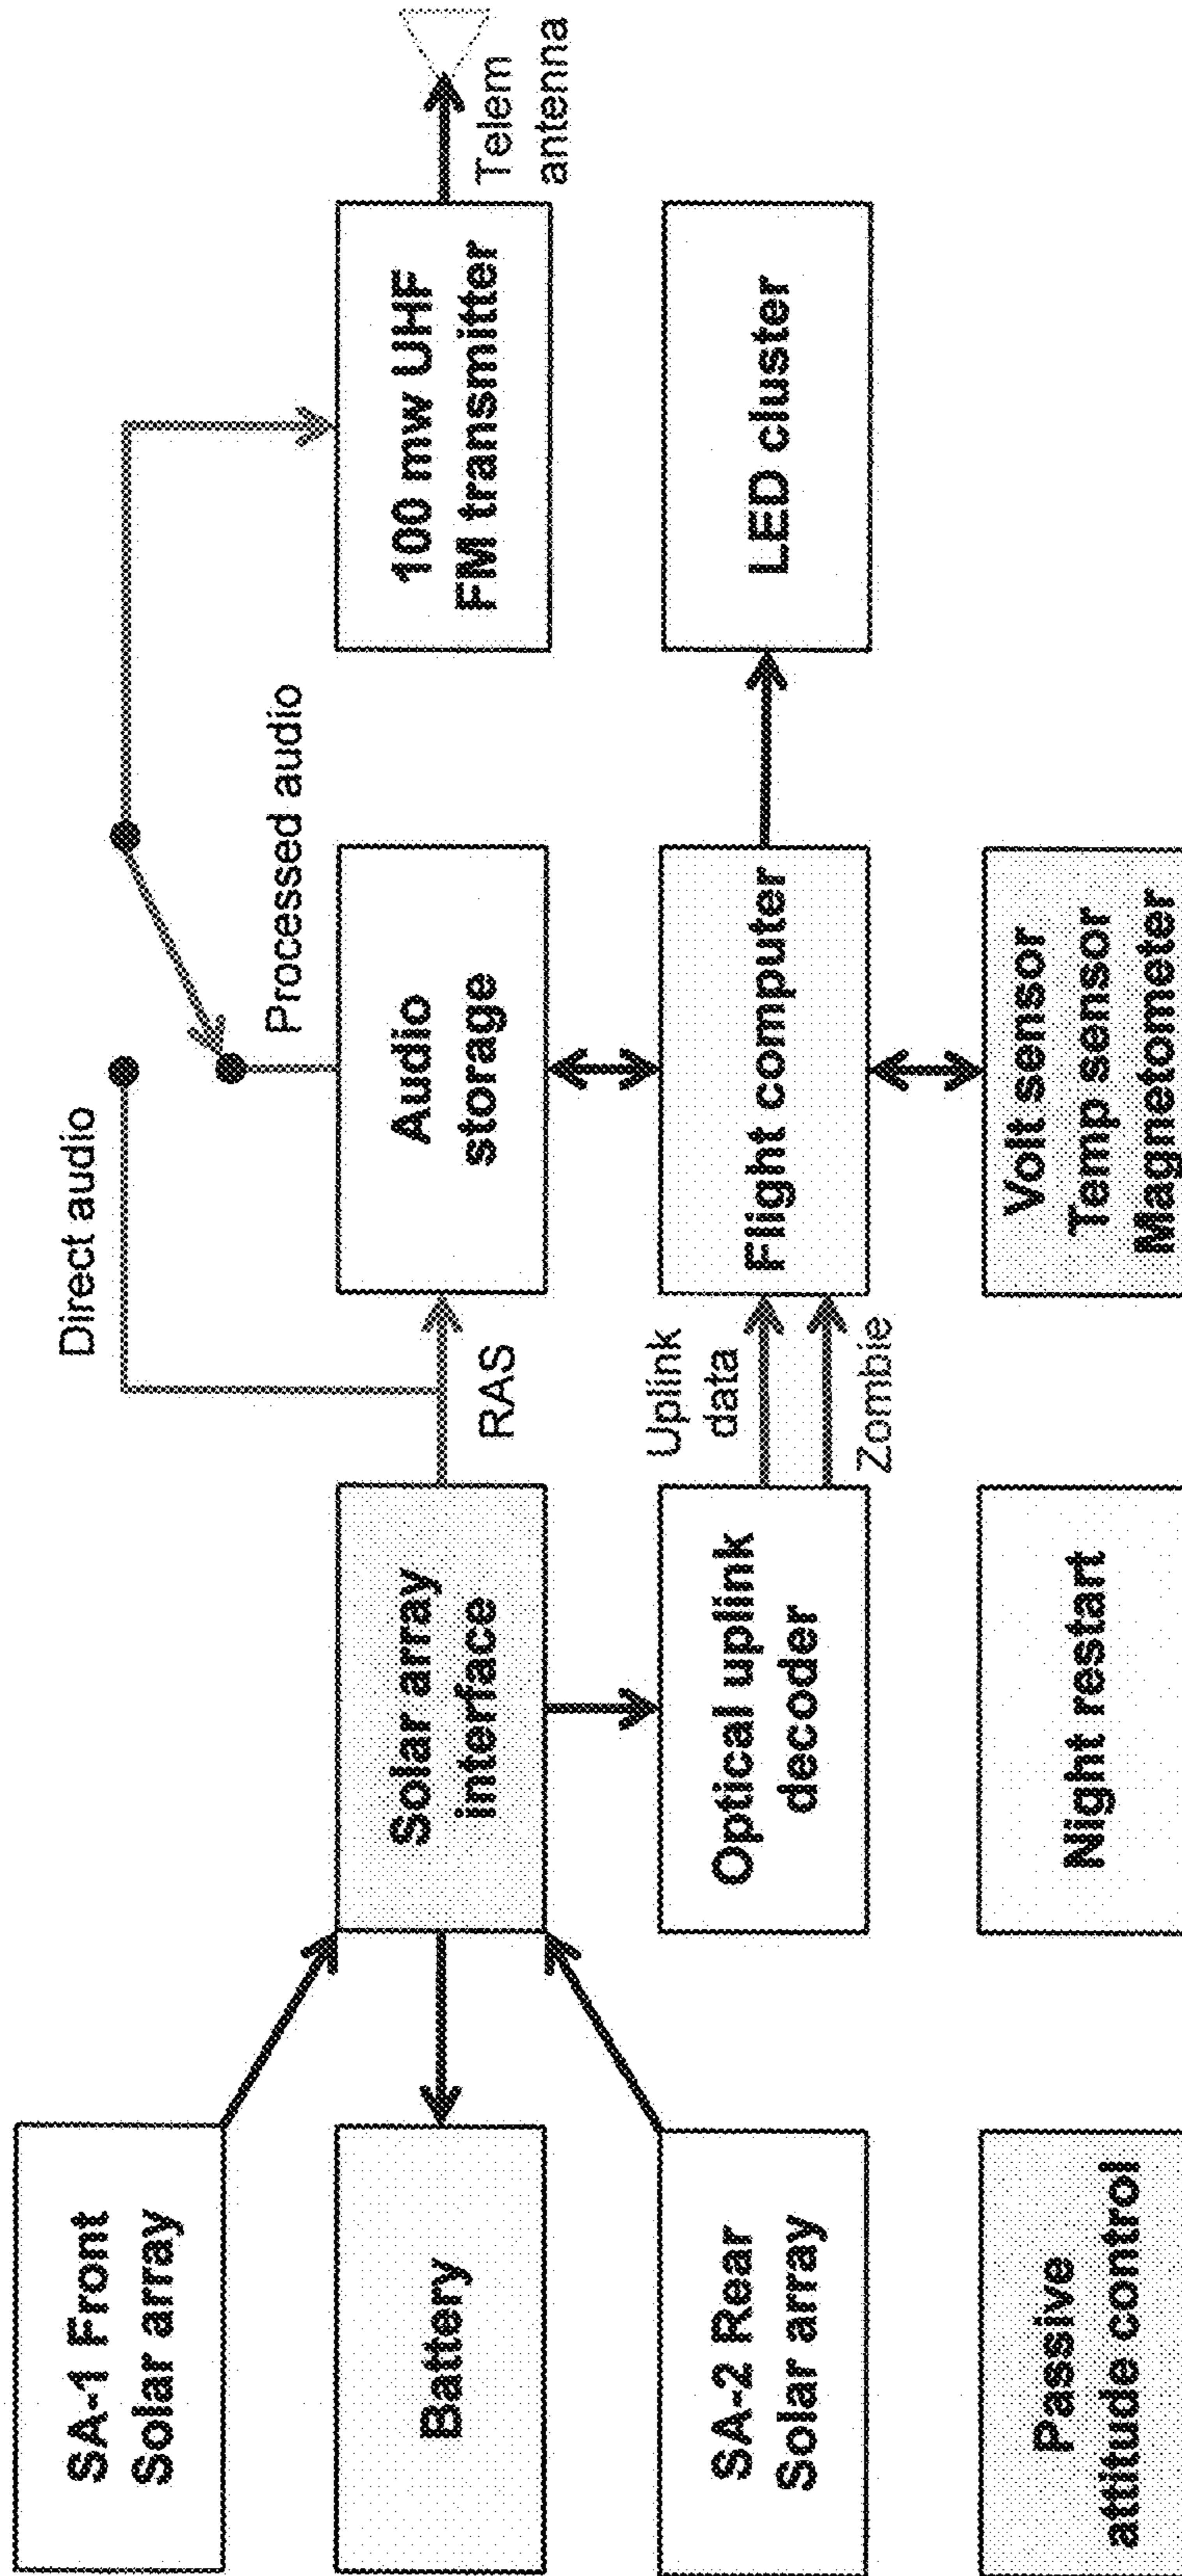 SA-1 Front
Solar array
Battery
SA-2 Rear
Solar array
Passive
attitude control
Solar array
interface
Optical uplink
decoder
Night restart
Direct audio
RAS
Uplink
data
Zombie
Processed audio
Audio
storage
Flight computer
Volt sensor
Temp sensor
Magnetometer
100 mw UHF
FM transmitter
LED cluster
Telem
antenna